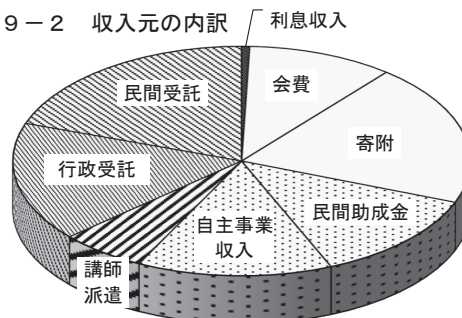 9－2　収入元の内訳
利息収入
会費
寄附
民間助成金
自主事業
収入
講師
派遣
行政受託
民間受託